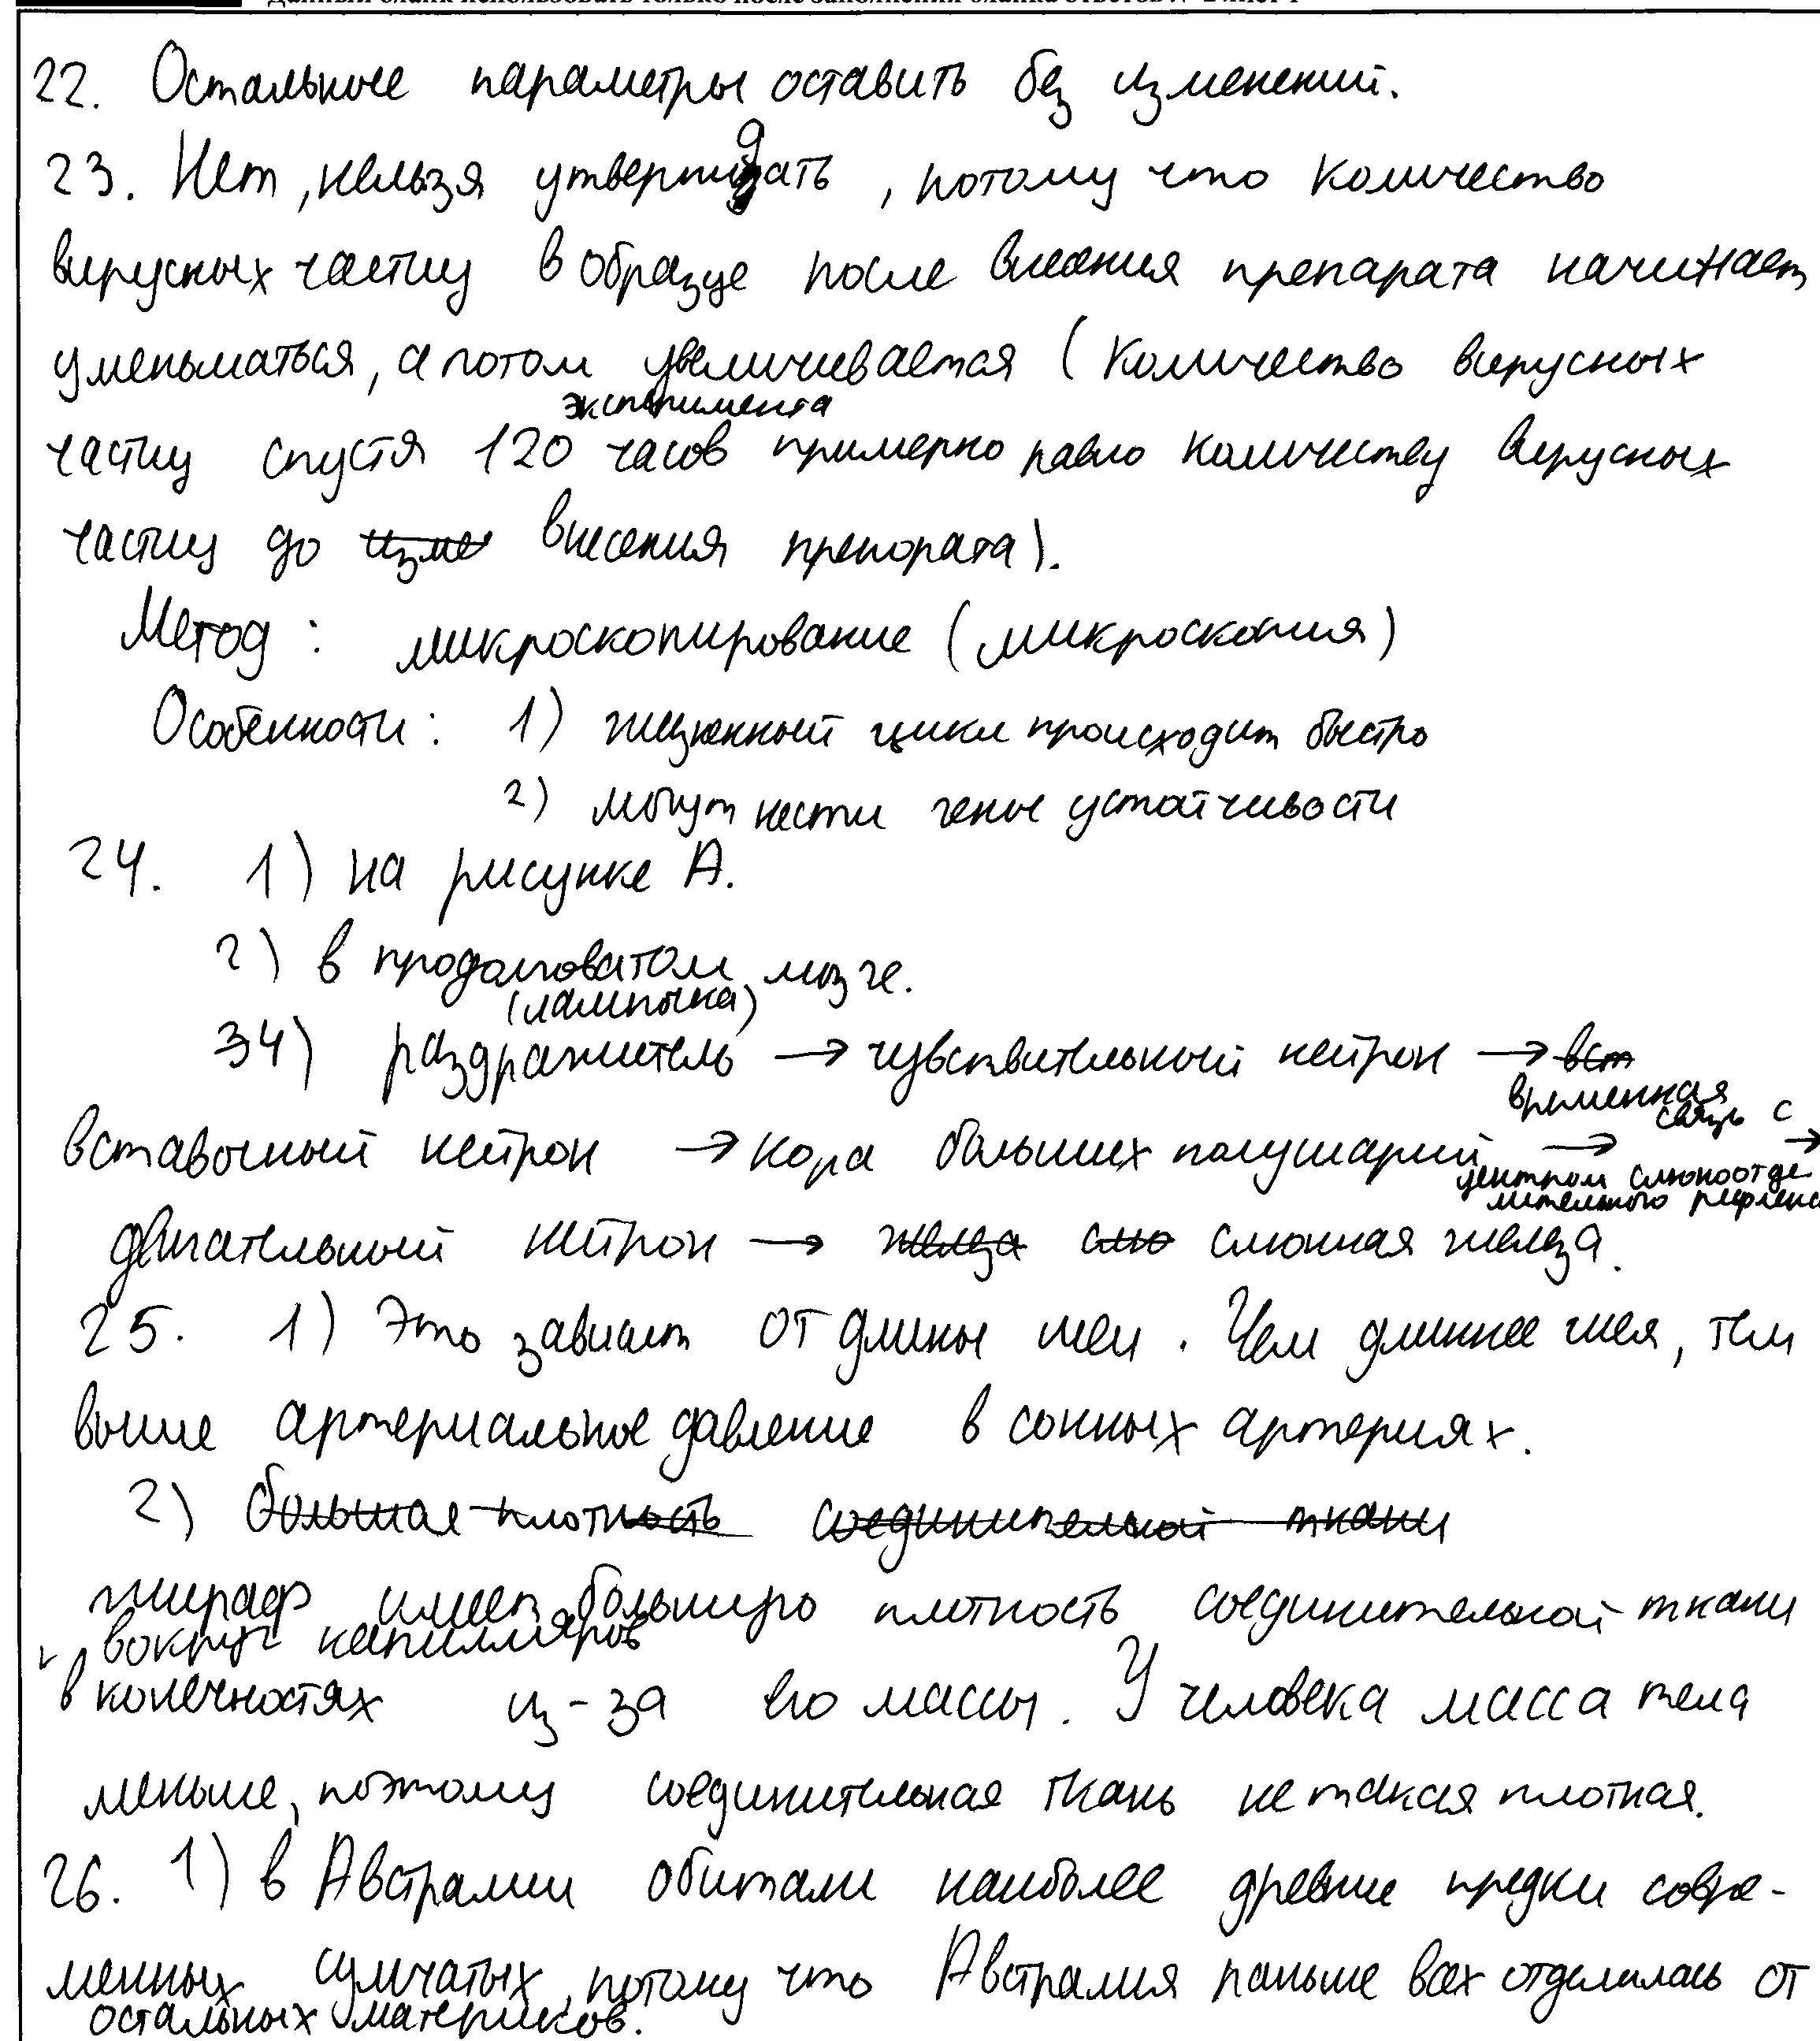 22. Остальные параметры оставить без изменений.
23. Нет, нельзя утверждать, потому что количество
вирусных частиц в образце после внесения препарата начинает
уменьшаться, а потом увеличивается (количество вирусных
эксперимента
частиц спустя 120 часов примерно равно количеству вирусных
частиц до изме внесения препората).
Метод: микроскопирование (микроскопия)
Особенности: 1) жизненный цикл происходит быстро
2) могут нести гены устойчивости
24. 1) на рисунке А.
2) в продолговатом мозге.
(лампочка)
34) раздражитель → чувствительный нейрон → вст
временная связь с
вставочный нейрон → кора больших полушарий → →
центром слюноотде
лительного рефлекса
двигательный нейрон → железа слю слюнная железа.
25. 1) Это зависит от длины шеи. Чем длиннее шея, тем
выше артериальное давление в сонных артериях.
2) большая плотность соединительной ткани
жираф имеет большую плотность соединительной ткани
вокруг капилляров
в конечностях из-за его массы. У человека масса тела
меньше, поэтому соединительная ткань не такая плотная.
26. 1) в Австралии обитали наиболее древние предки совре-
менных сумчатых, потому что Австралия раньше всех отделилась от
остальных материков.